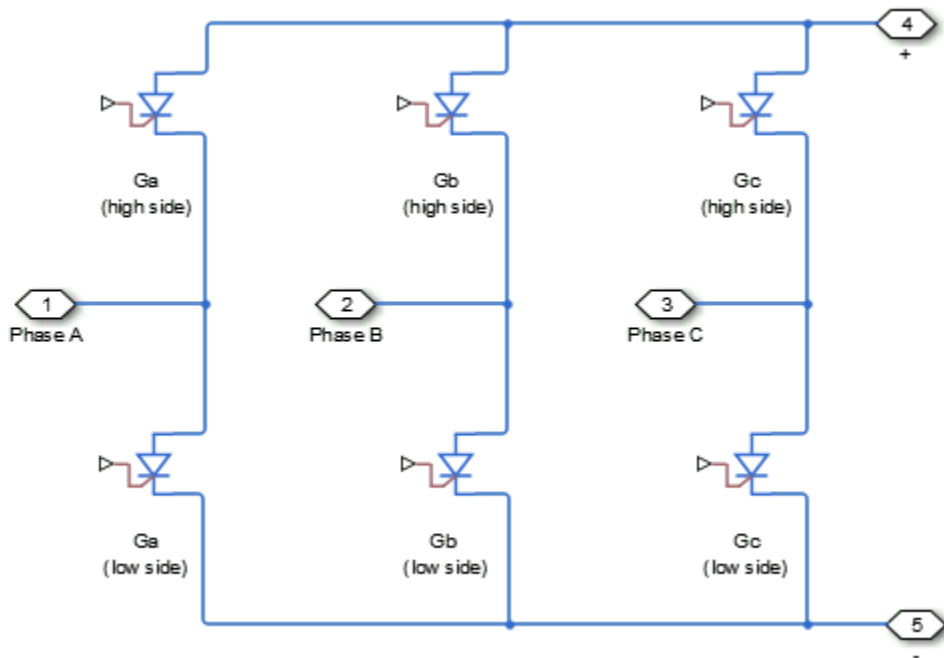 4
+
Ga
(high side)
Gb
(high side)
Gc
(high side)
1
Phase A
2
Phase B
3
Phase C
Ga
(low side)
Gb
(low side)
Gc
(low side)
5
-